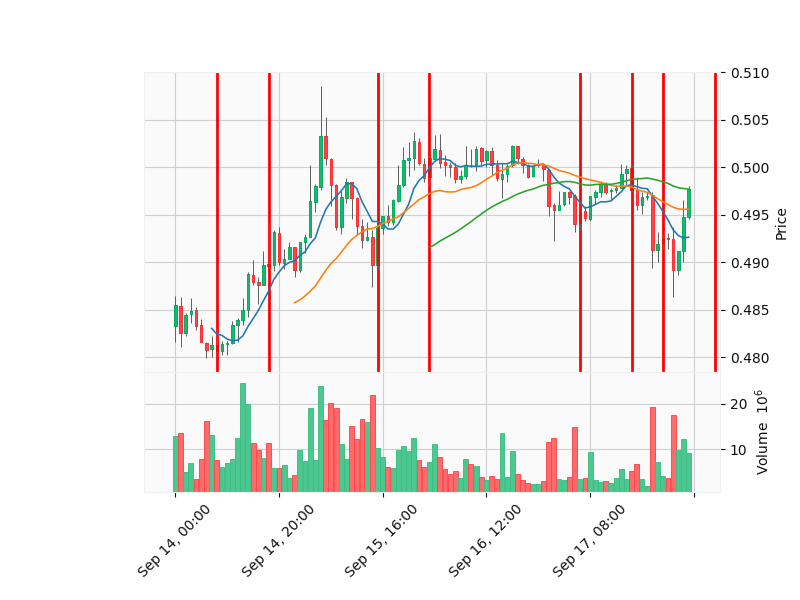 0.510
0.505
0.500
0.495
0.490
0.485
0.480
Price
20
10
Volume 10⁶
Sep 14, 00:00
Sep 14, 20:00
Sep 15, 16:00
Sep 16, 12:00
Sep 17, 08:00